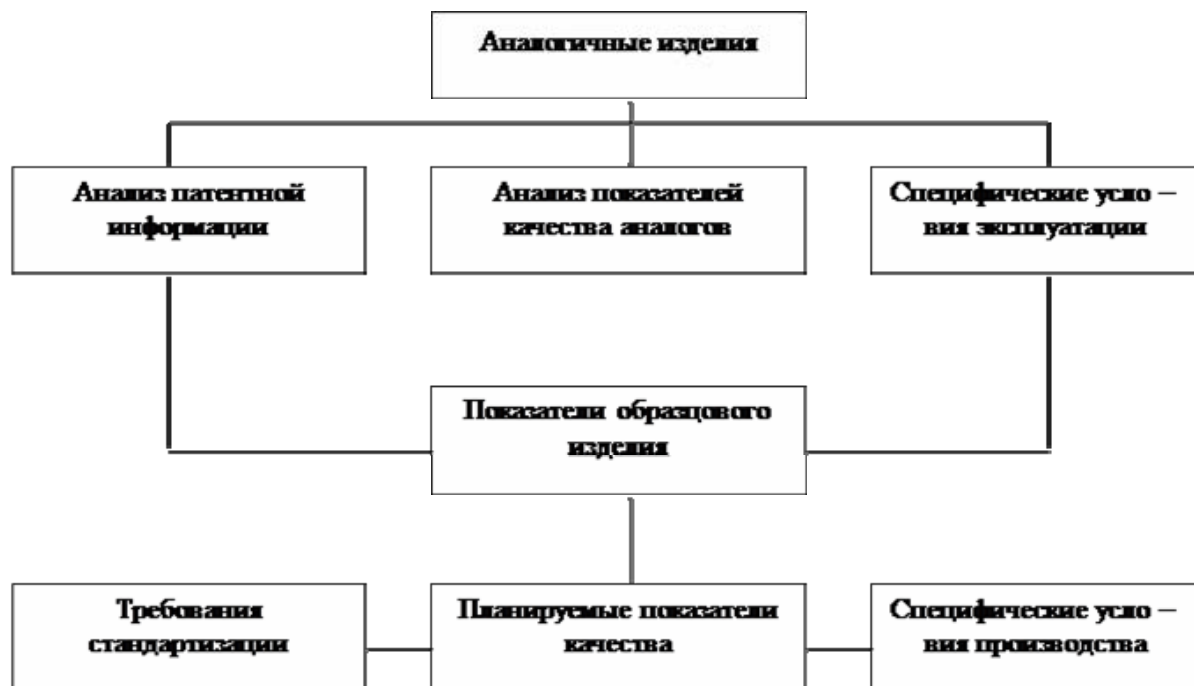 Аналогичные изделия
Анализ патентной
информации
Анализ показателей
качества аналогов
Специфические усло –
вия эксплуатации
Показатели образцового
изделия
Требования
стандартизации
Планируемые показатели
качества
Специфические усло –
вия производства